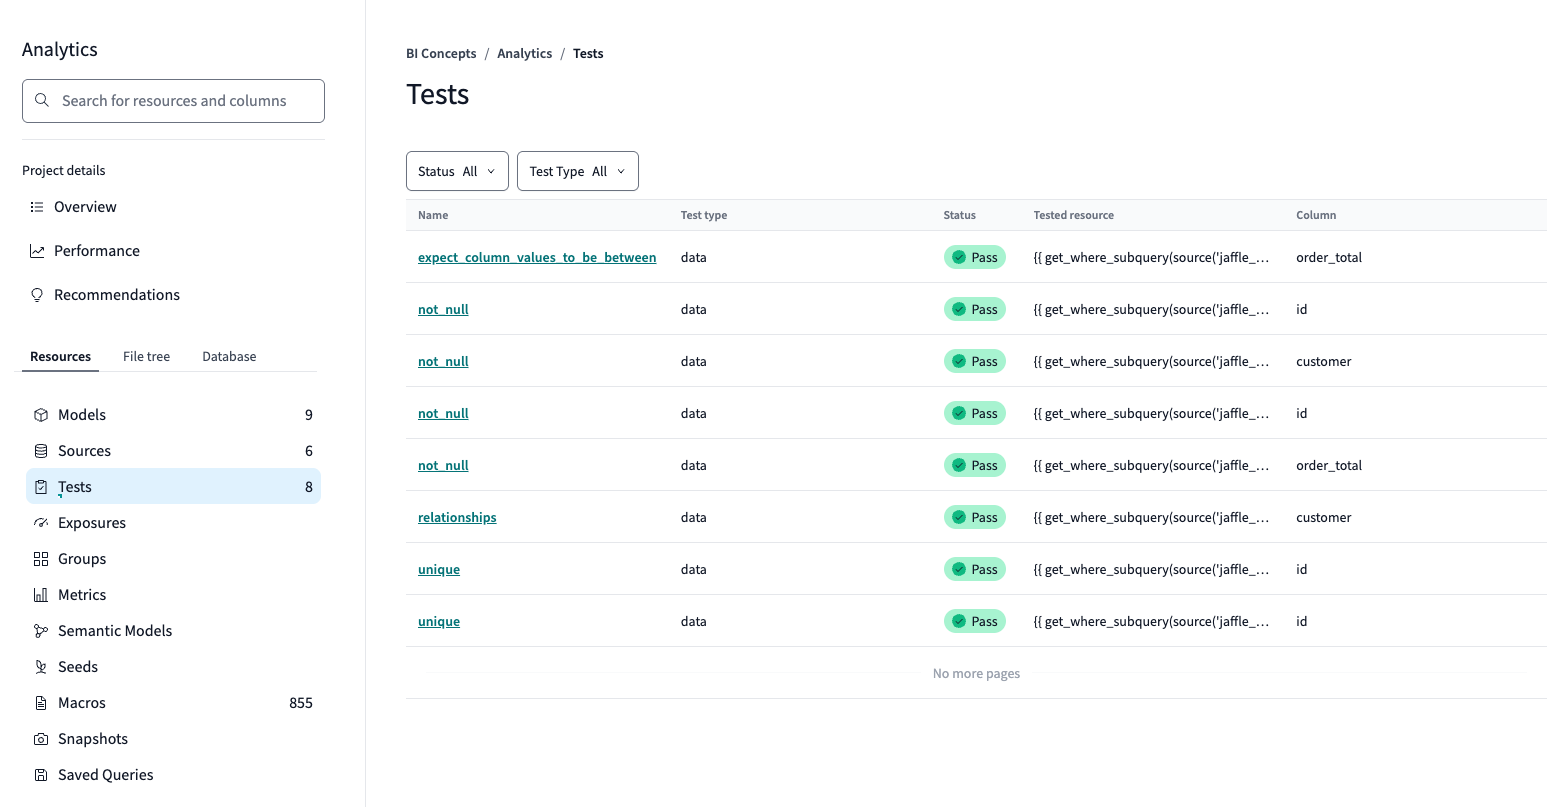 Analytics
Search for resources and columns
Project details
Overview
Performance
Recommendations
Resources File tree Database
Models 9
Sources 6
Tests 8
Exposures
Groups
Metrics
Semantic Models
Seeds
Macros 855
Snapshots
Saved Queries
BI Concepts / Analytics / Tests
Tests
Status All Test Type All
Name Test type Status Tested resource Column
expect_column_values_to_be_between data Pass {{ get_where_subquery(source('jaffle_... order_total
not_null data Pass {{ get_where_subquery(source('jaffle_... id
not_null data Pass {{ get_where_subquery(source('jaffle_... customer
not_null data Pass {{ get_where_subquery(source('jaffle_... id
not_null data Pass {{ get_where_subquery(source('jaffle_... order_total
relationships data Pass {{ get_where_subquery(source('jaffle_... customer
unique data Pass {{ get_where_subquery(source('jaffle_... id
unique data Pass {{ get_where_subquery(source('jaffle_... id
No more pages